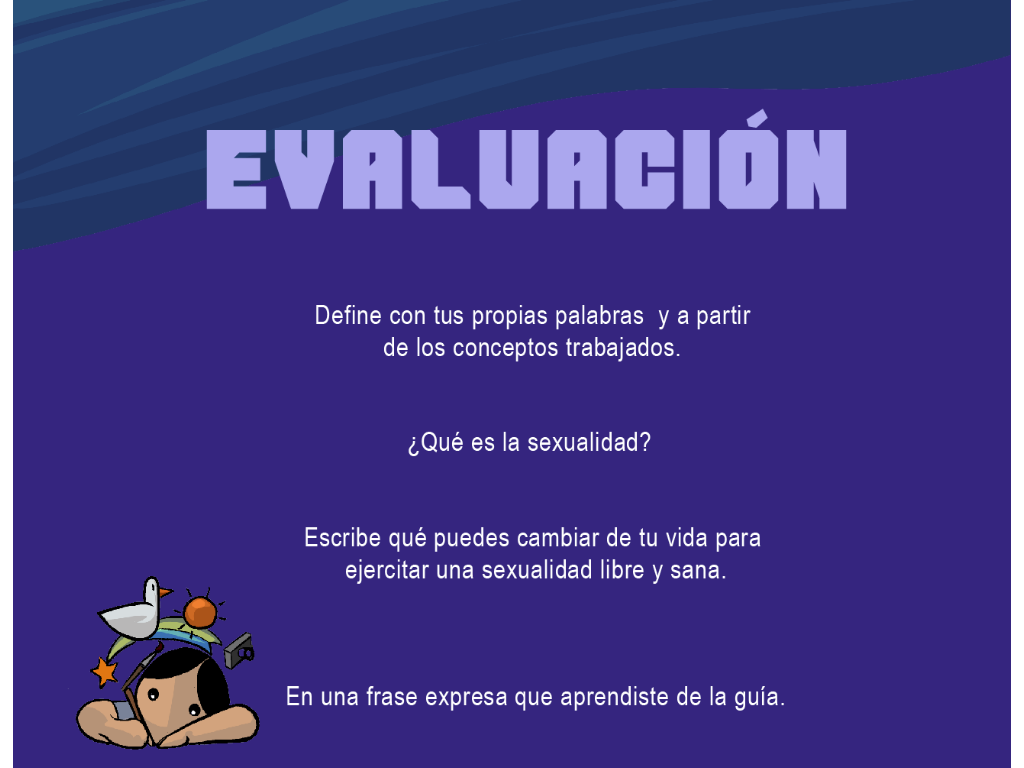 EVALUACIÓN
Define con tus propias palabras  y a partir
de los conceptos trabajados.
¿Qué es la sexualidad?
Escribe qué puedes cambiar de tu vida para
ejercitar una sexualidad libre y sana.
En una frase expresa que aprendiste de la guía.